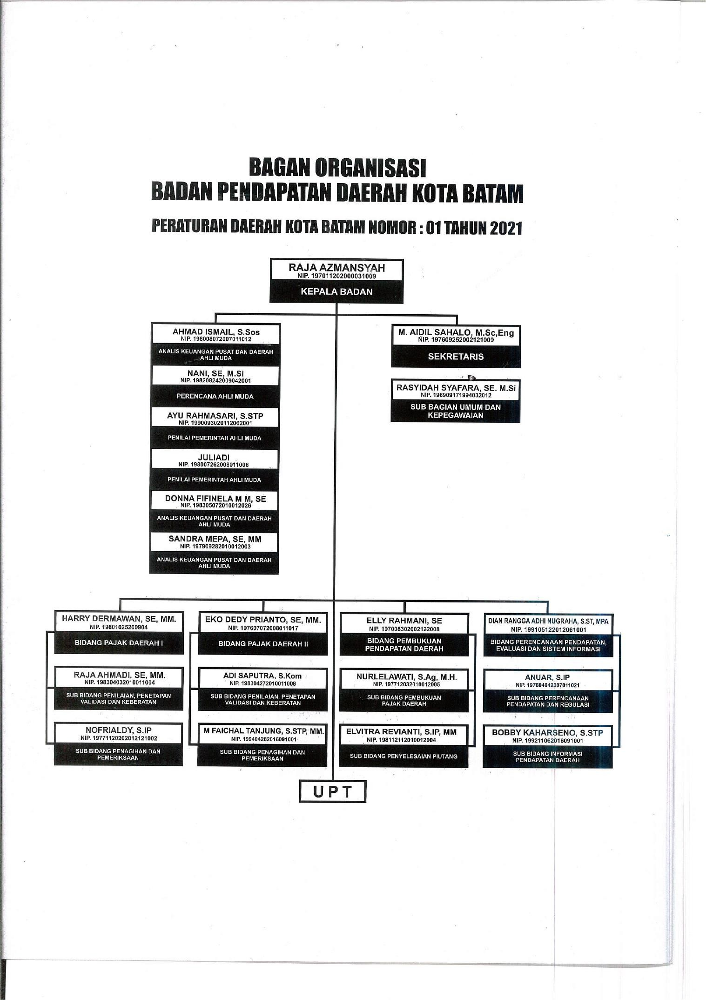 BAGAN ORGANISASI
BADAN PENDAPATAN DAERAH KOTA BATAM
PERATURAN DAERAH KOTA BATAM NOMOR : 01 TAHUN 2021
RAJA AZMANSYAH
NIP. 197011202000031009
KEPALA BADAN
AHMAD ISMAIL, S.Sos
NIP. 198008072007011012
ANALIS KEUANGAN PUSAT DAN DAERAH
AHLI MUDA
NANI, SE, M.Si
NIP. 198208242009042001
PERENCANA AHLI MUDA
AYU RAHMASARI, S.STP
NIP. 1990093020112062001
PENILAI PEMERINTAH AHLI MUDA
JULIADI
NIP. 198007262008011006
PENILAI PEMERINTAH AHLI MUDA
DONNA FIFINELA M M, SE
NIP. 198305072010012026
ANALIS KEUANGAN PUSAT DAN DAERAH
AHLI MUDA
SANDRA MEPA, SE, MM
NIP. 197909282010012003
ANALIS KEUANGAN PUSAT DAN DAERAH
AHLI MUDA
M. AIDIL SAHALO, M.Sc,Eng
NIP. 197609252002121009
SEKRETARIS
RASYIDAH SYAFARA, SE. M.Si
NIP. 196909171994032012
SUB BAGIAN UMUM DAN
KEPEGAWAIAN
HARRY DERMAWAN, SE, MM.
NIP. 19801025200904
BIDANG PAJAK DAERAH I
RAJA AHMADI, SE, MM.
NIP. 198304032010011004
SUB BIDANG PENILAIAN, PENETAPAN
VALIDASI DAN KEBERATAN
NOFRIALDY, S.IP
NIP. 19771120202012121002
SUB BIDANG PENAGIHAN DAN
PEMERIKSAAN
EKO DEDY PRIANTO, SE, MM.
NIP. 197607072008011017
BIDANG PAJAK DAERAH II
ADI SAPUTRA, S.Kom
NIP. 198304272010011008
SUB BIDANG PENILAIAN, PENETAPAN
VALIDASI DAN KEBERATAN
M FAICHAL TANJUNG, S.STP, MM.
NIP. 199404282016091001
SUB BIDANG PENAGIHAN DAN
PEMERIKSAAN
ELLY RAHMANI, SE
NIP. 197008302002122008
BIDANG PEMBUKUAN
PENDAPATAN DAERAH
NURLELAWATI, S.Ag, M.H.
NIP. 197712032010012005
SUB BIDANG PEMBUKUAN
PAJAK DAERAH
ELVITRA REVIANTI, S.IP, MM
NIP. 198112112010012004
SUB BIDANG PENYELESAIAN PIUTANG
DIAN RANGGA ADHI NUGRAHA, S.ST, MPA
NIP. 199105122012061001
BIDANG PERENCANAAN PENDAPATAN,
EVALUASI DAN SISTEM INFORMASI
ANUAR, S.IP
NIP. 197604042007011021
SUB BIDANG PERENCANAAN
PENDAPATAN DAN REGULASI
BOBBY KAHARSENO, S.STP
NIP. 199211062016091001
SUB BIDANG INFORMASI
PENDAPATAN DAERAH
UPT